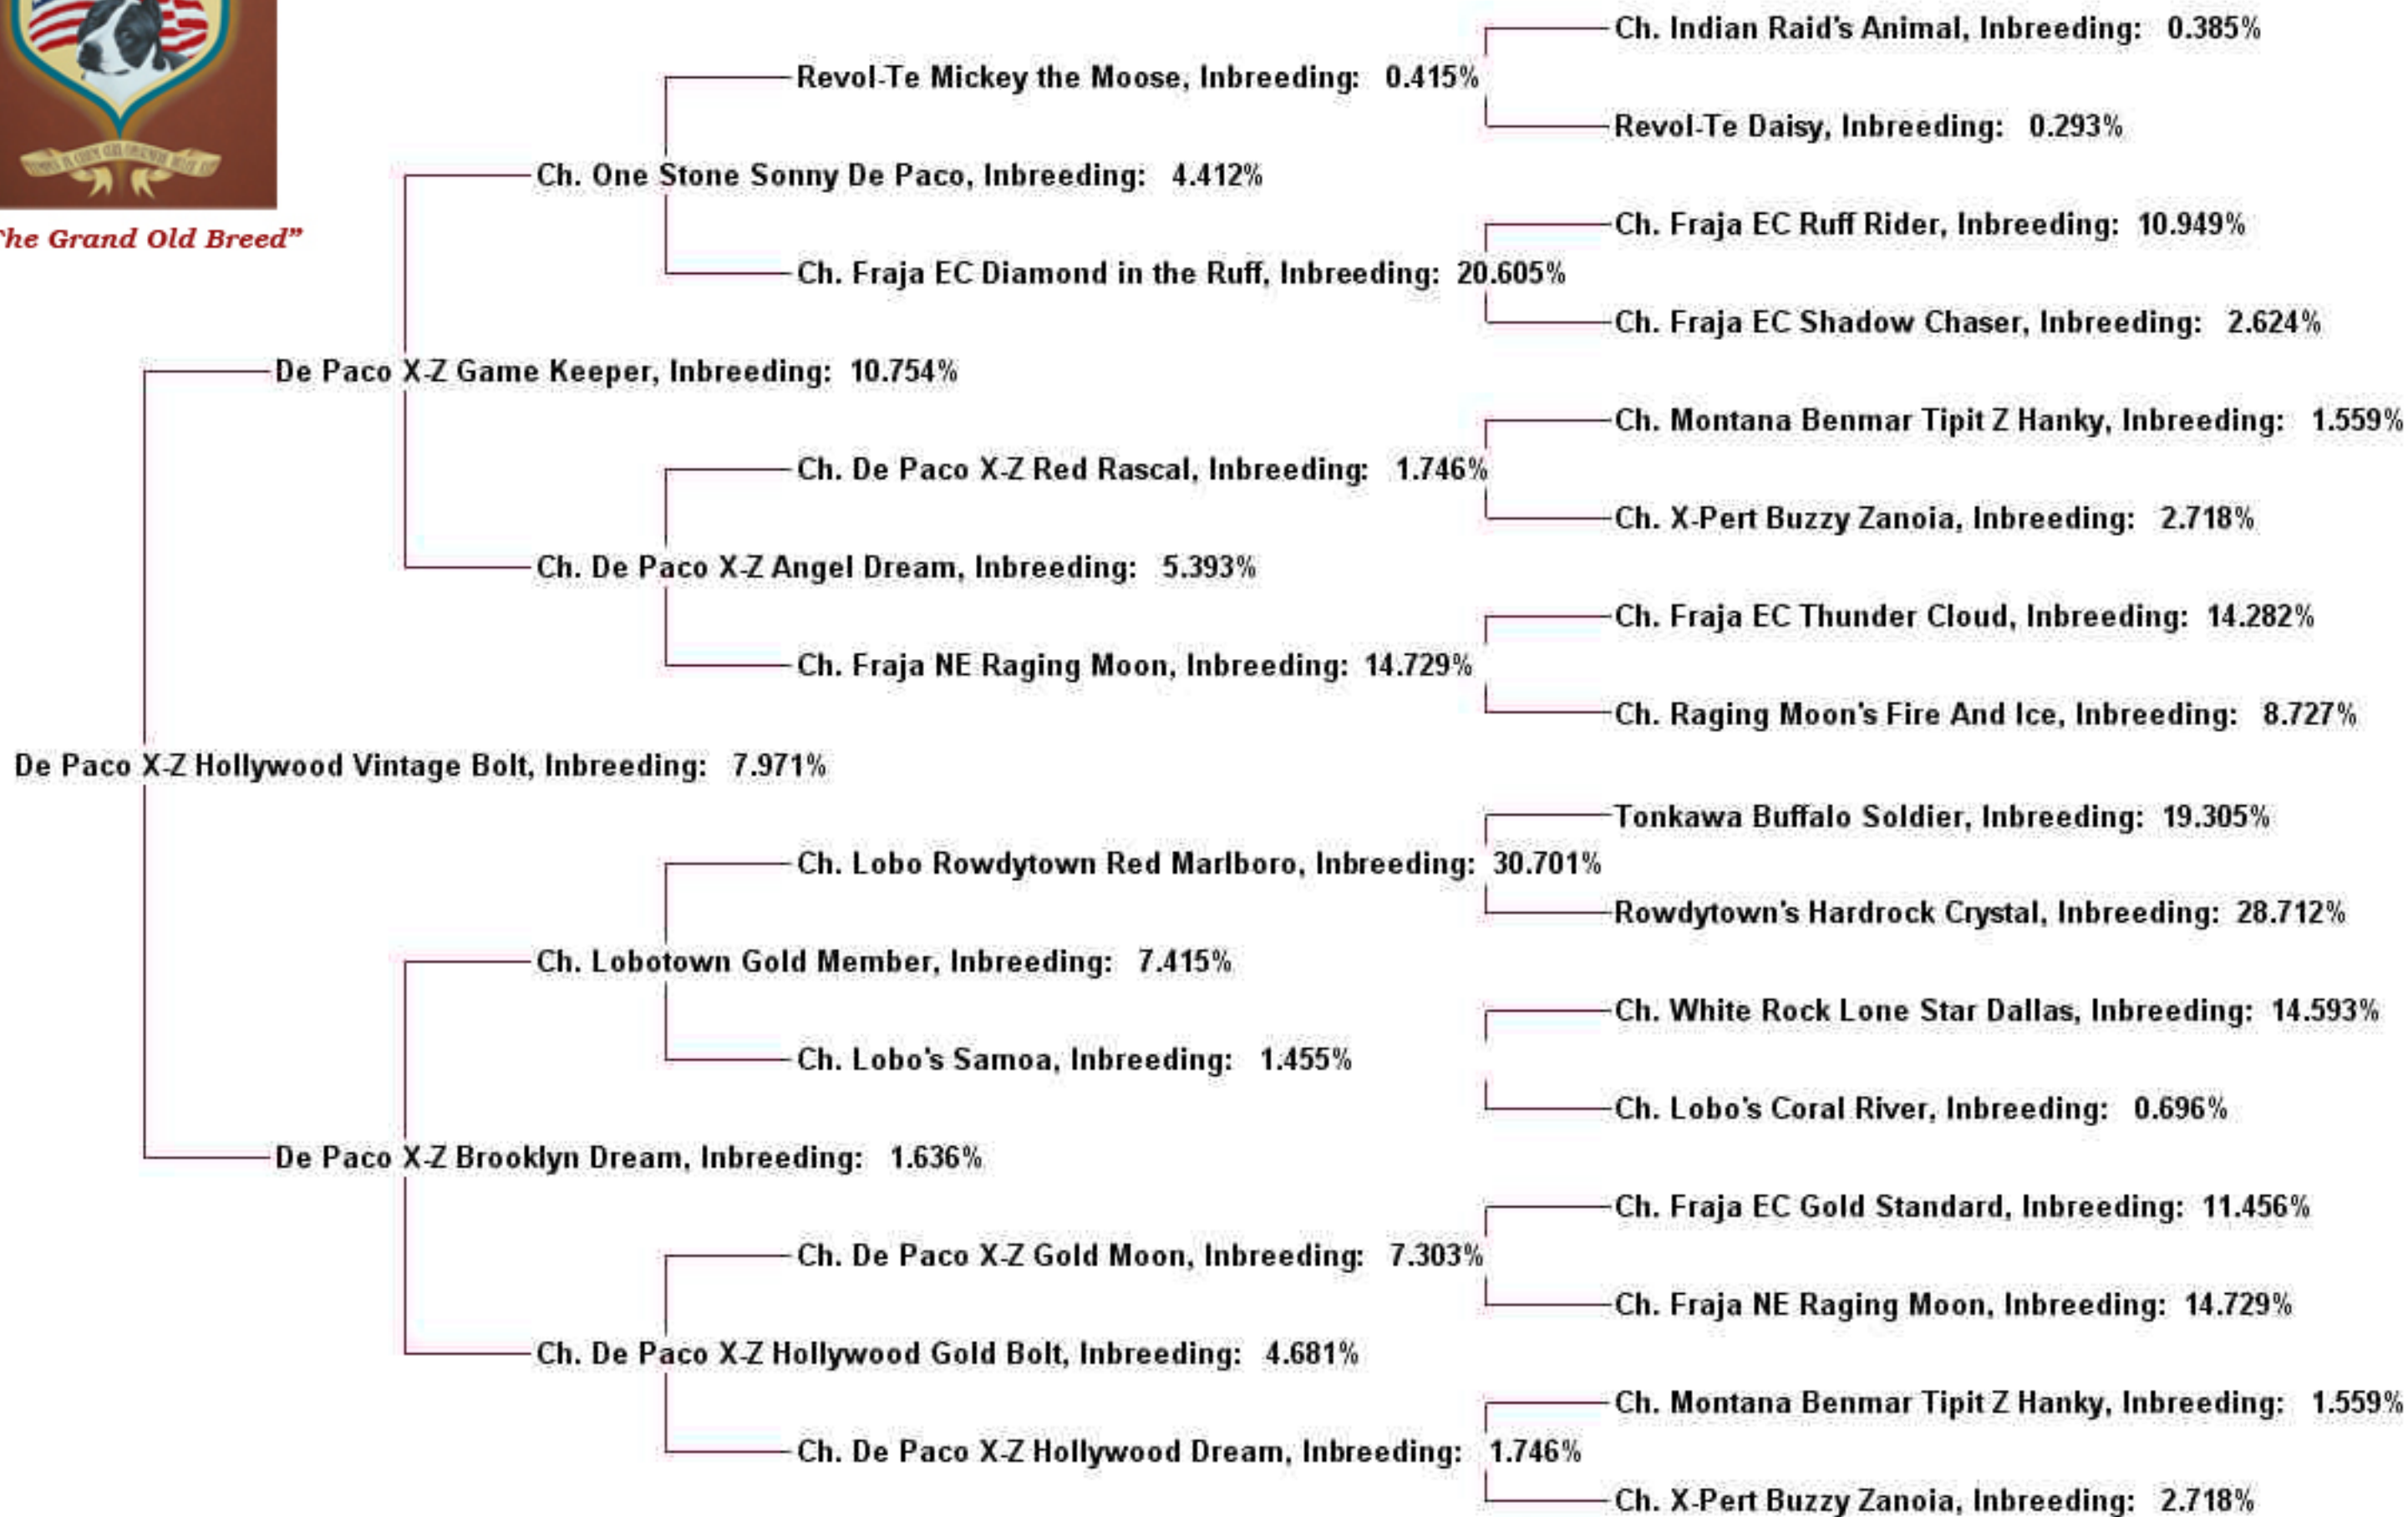 he Grand Old Breed”
Ch. Indian Raid's Animal, Inbreeding: 0.385%
Revol-Te Mickey the Moose, Inbreeding: 0.415%
Revol-Te Daisy, Inbreeding: 0.293%
Ch. One Stone Sonny De Paco, Inbreeding: 4.412%
Ch. Fraja EC Ruff Rider, Inbreeding: 10.949%
Ch. Fraja EC Diamond in the Ruff, Inbreeding: 20.605%
Ch. Fraja EC Shadow Chaser, Inbreeding: 2.624%
De Paco X-Z Game Keeper, Inbreeding: 10.754%
Ch. Montana Benmar Tipit Z Hanky, Inbreeding: 1.559%
Ch. De Paco X-Z Red Rascal, Inbreeding: 1.746%
Ch. X-Pert Buzzy Zanoia, Inbreeding: 2.718%
Ch. De Paco X-Z Angel Dream, Inbreeding: 5.393%
Ch. Fraja EC Thunder Cloud, Inbreeding: 14.282%
Ch. Fraja NE Raging Moon, Inbreeding: 14.729%
Ch. Raging Moon's Fire And Ice, Inbreeding: 8.727%
De Paco X-Z Hollywood Vintage Bolt, Inbreeding: 7.971%
Tonkawa Buffalo Soldier, Inbreeding: 19.305%
Ch. Lobo Rowdytown Red Marlboro, Inbreeding: 30.701%
Rowdytown's Hardrock Crystal, Inbreeding: 28.712%
Ch. Lobotown Gold Member, Inbreeding: 7.415%
Ch. White Rock Lone Star Dallas, Inbreeding: 14.593%
Ch. Lobo's Samoa, Inbreeding: 1.455%
Ch. Lobo's Coral River, Inbreeding: 0.696%
De Paco X-Z Brooklyn Dream, Inbreeding: 1.636%
Ch. Fraja EC Gold Standard, Inbreeding: 11.456%
Ch. De Paco X-Z Gold Moon, Inbreeding: 7.303%
Ch. Fraja NE Raging Moon, Inbreeding: 14.729%
Ch. De Paco X-Z Hollywood Gold Bolt, Inbreeding: 4.681%
Ch. Montana Benmar Tipit Z Hanky, Inbreeding: 1.559%
Ch. De Paco X-Z Hollywood Dream, Inbreeding: 1.746%
Ch. X-Pert Buzzy Zanoia, Inbreeding: 2.718%